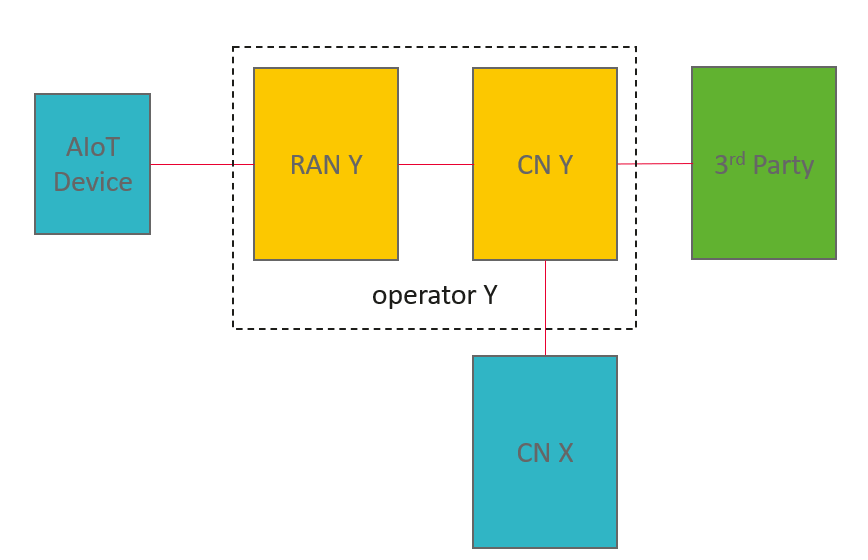 AIoT
Device
RAN Y
CN Y
3rd Party
operator Y
CN X